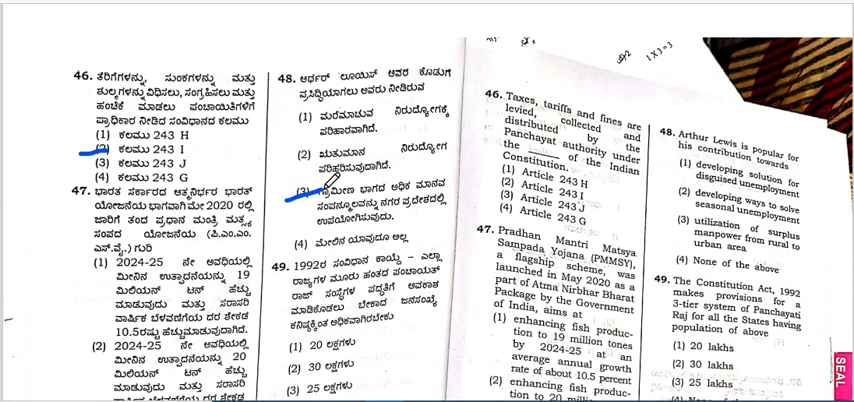 1 X 3 = 3
46. ತೆರಿಗೆಗಳನ್ನು, ಸುಂಕಗಳನ್ನು ಮತ್ತು
ಶುಲ್ಕಗಳನ್ನು ವಿಧಿಸಲು, ಸಂಗ್ರಹಿಸಲು ಮತ್ತು
ಹಂಚಿಕೆ ಮಾಡಲು ಪಂಚಾಯಿತಿಗಳಿಗೆ
ಪ್ರಾಧಿಕಾರ ನೀಡಿದ ಸಂವಿಧಾನದ ಕಲಮು
(1) ಕಲಮು 243 H
(2) ಕಲಮು 243 I
(3) ಕಲಮು 243 J
(4) ಕಲಮು 243 G
47. ಭಾರತ ಸರ್ಕಾರದ ಆತ್ಮನಿರ್ಭರ ಭಾರತ್
ಯೋಜನೆಯ ಭಾಗವಾಗಿ ಮೇ 2020 ರಲ್ಲಿ
ಜಾರಿಗೆ ತಂದ ಪ್ರಧಾನ ಮಂತ್ರಿ ಮತ್ಸ್ಯ
ಸಂಪದ ಯೋಜನೆಯ (ಪಿ.ಎಂ.ಎಂ.
ಎಸ್.ವೈ.) ಗುರಿ
(1) 2024-25 ನೇ ಅವಧಿಯಲ್ಲಿ
ಮೀನಿನ ಉತ್ಪಾದನೆಯನ್ನು 19
ಮಿಲಿಯನ್ ಟನ್ ಹೆಚ್ಚು
ಮಾಡುವುದು ಮತ್ತು ಸರಾಸರಿ
ವಾರ್ಷಿಕ ಬೆಳವಣಿಗೆಯ ದರ ಶೇಕಡ
10.5ರಷ್ಟು ಹೆಚ್ಚುಮಾಡುವುದಾಗಿದೆ.
(2) 2024-25 ನೇ ಅವಧಿಯಲ್ಲಿ
ಮೀನಿನ ಉತ್ಪಾದನೆಯನ್ನು 20
ಮಿಲಿಯನ್ ಟನ್ ಹೆಚ್ಚು
ಮಾಡುವುದು ಮತ್ತು ಸರಾಸರಿ
48. ಆರ್ಥರ್ ಲೂಯಿಸ್ ಅವರ ಕೊಡುಗೆ
ಪ್ರಸಿದ್ಧಿಯಾಗಲು ಅವರು ನೀಡಿರುವ
(1) ಮರೆಮಾಚುವ ನಿರುದ್ಯೋಗಕ್ಕೆ
ಪರಿಹಾರವಾಗಿದೆ.
(2) ಋತುಮಾನ ನಿರುದ್ಯೋಗ
ಪರಿಹರಿಸುವುದಾಗಿದೆ.
(3) ಗ್ರಾಮೀಣ ಭಾಗದ ಅಧಿಕ ಮಾನವ
ಸಂಪನ್ಮೂಲವನ್ನು ನಗರ ಪ್ರದೇಶದಲ್ಲಿ
ಉಪಯೋಗಿಸುವುದು.
(4) ಮೇಲಿನ ಯಾವುದೂ ಅಲ್ಲ
49. 1992ರ ಸಂವಿಧಾನ ಕಾಯ್ದೆ – ಎಲ್ಲಾ
ರಾಜ್ಯಗಳ ಮೂರು ಹಂತದ ಪಂಚಾಯತ್
ರಾಜ್ ಸಂಸ್ಥೆಗಳ ಪದ್ಧತಿಗೆ ಅವಕಾಶ
ಮಾಡಿಕೊಡಲು ಬೇಕಾದ ಜನಸಂಖ್ಯೆ
ಕನಿಷ್ಠಕ್ಕಿಂತ ಅಧಿಕವಾಗಿರಬೇಕು
(1) 20 ಲಕ್ಷಗಳು
(2) 30 ಲಕ್ಷಗಳು
(3) 25 ಲಕ್ಷಗಳು
46. Taxes, tariffs and fines are
levied, collected and
distributed by the
Panchayat authority under
the ______ of the Indian
Constitution.
(1) Article 243 H
(2) Article 243 I
(3) Article 243 J
(4) Article 243 G
47. Pradhan Mantri Matsya
Sampada Yojana (PMMSY),
a flagship scheme, was
launched in May 2020 as a
part of Atma Nirbhar Bharat
Package by the Government
of India, aims at
(1) enhancing fish produc-
tion to 19 million tones
by 2024-25 at an
average annual growth
rate of about 10.5 percent
(2) enhancing fish produc-
tion to 20
48. Arthur Lewis is popular for
his contribution towards
(1) developing solution for
disguised unemployment
(2) developing ways to solve
seasonal unemployment
(3) utilization of surplus
manpower from rural to
urban area
(4) None of the above
49. The Constitution Act, 1992
makes provisions for a
3-tier system of Panchayati
Raj for all the States having
population of above
(1) 20 lakhs
(2) 30 lakhs
(3) 25 lakhs
SEAL